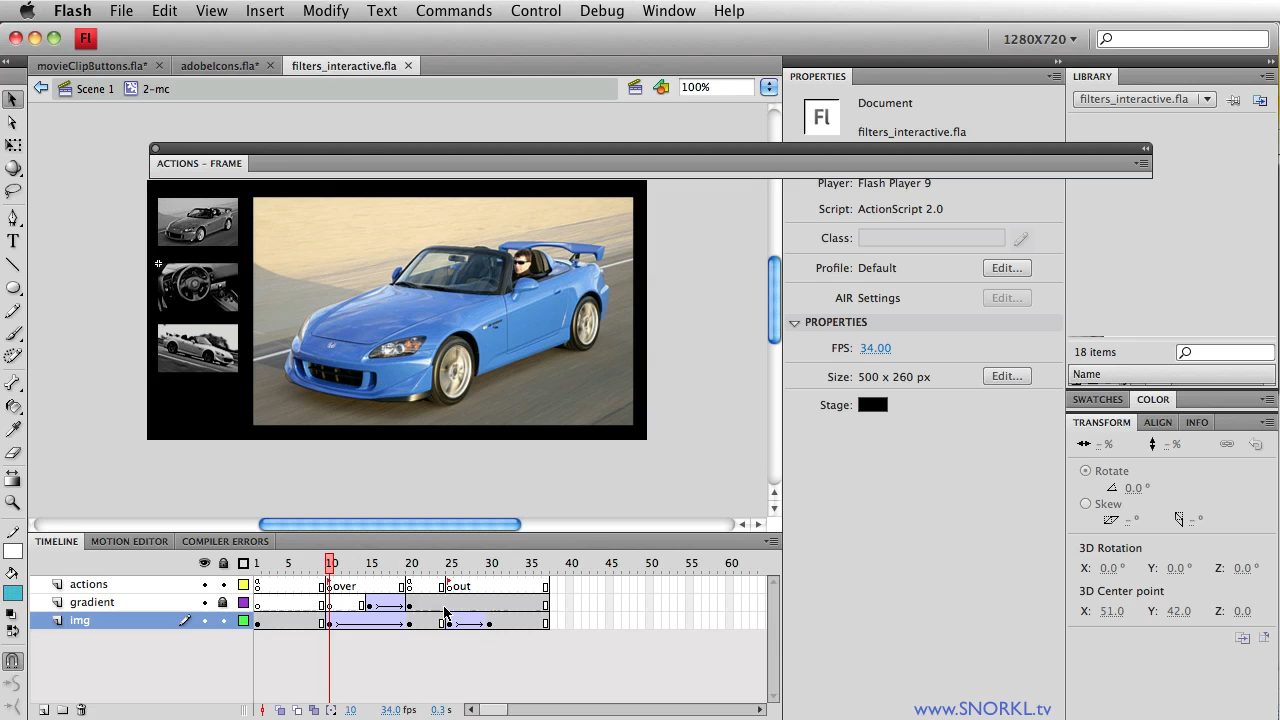 Flash File Edit View Insert Modify Text Commands Control Debug Window Help
Fl 1280X720
movieClipButtons.fla* adobeIcons.fla* filters_interactive.fla
Scene 1 2-mc 100%
PROPERTIES
LIBRARY
Fl Document
filters_interactive.fla
filters_interactive.fla
ACTIONS – FRAME
Player: Flash Player 9
Script: ActionScript 2.0
Class:
Profile: Default Edit...
AIR Settings Edit...
PROPERTIES
FPS: 34.00
Size: 500 x 260 px Edit...
Stage:
18 items
Name
SWATCHES COLOR
TRANSFORM ALIGN INFO
– % – %
Rotate
0.0 °
Skew
– ° – °
3D Rotation
X: 0.0 ° Y: 0.0 ° Z: 0.0 °
3D Center point
X: 51.0 Y: 42.0 Z: 0.0
TIMELINE MOTION EDITOR COMPILER ERRORS
1 5 10 15 20 25 30 35 40 45 50 55 60
actions over out
gradient
img
10 34.0 fps 0.3 s
www.SNORKL.tv